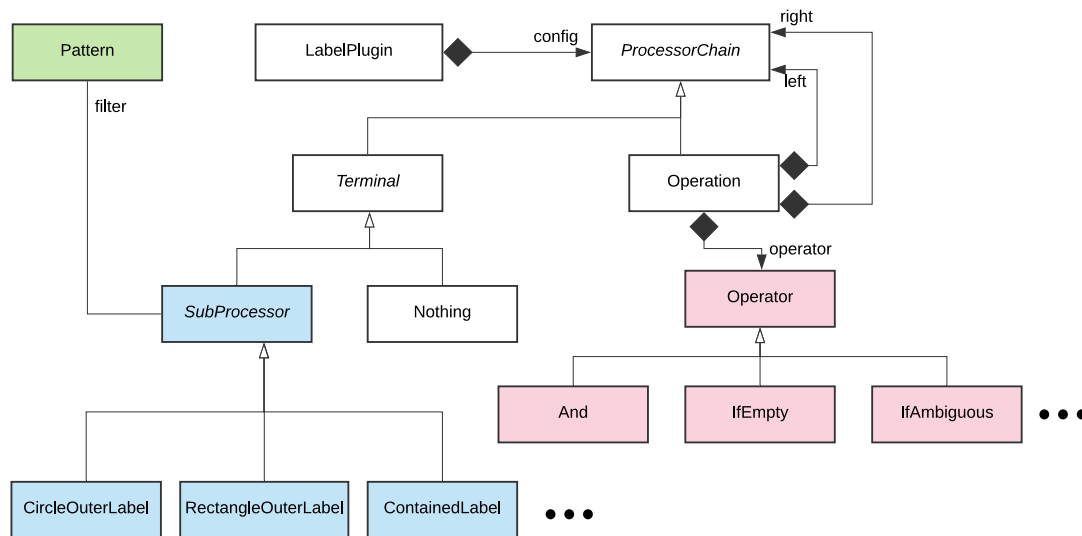 Pattern
LabelPlugin
config
ProcessorChain
right
left
filter
Terminal
Operation
operator
SubProcessor
Nothing
Operator
And
IfEmpty
IfAmbiguous
CircleOuterLabel
RectangleOuterLabel
ContainedLabel